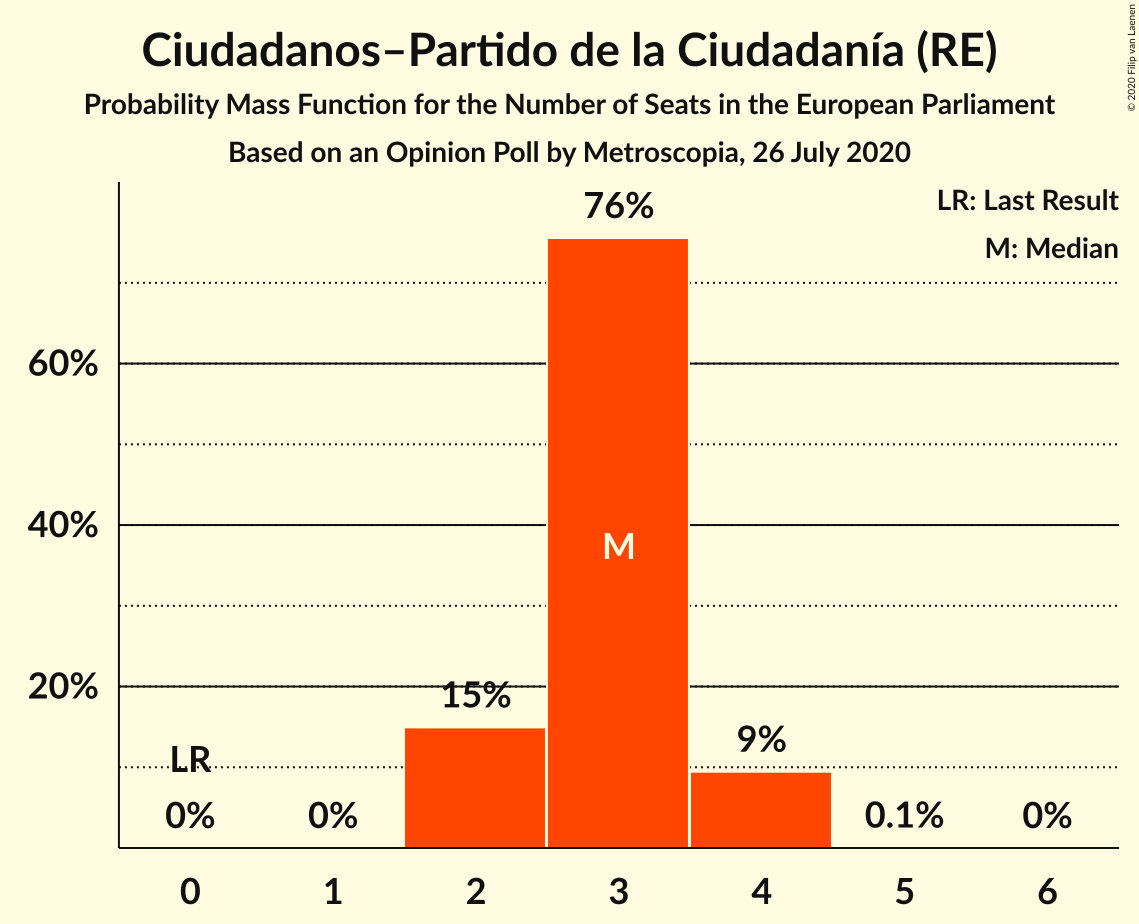 Ciudadanos–Partido de la Ciudadanía (RE)
Probability Mass Function for the Number of Seats in the European Parliament
Based on an Opinion Poll by Metroscopia, 26 July 2020
© 2020 Filip van Laenen
LR: Last Result
M: Median
76%
60%
40%
M
20%
15%
9%
LR
0%
0%
0.1%
0%
0 1 2 3 4 5 6